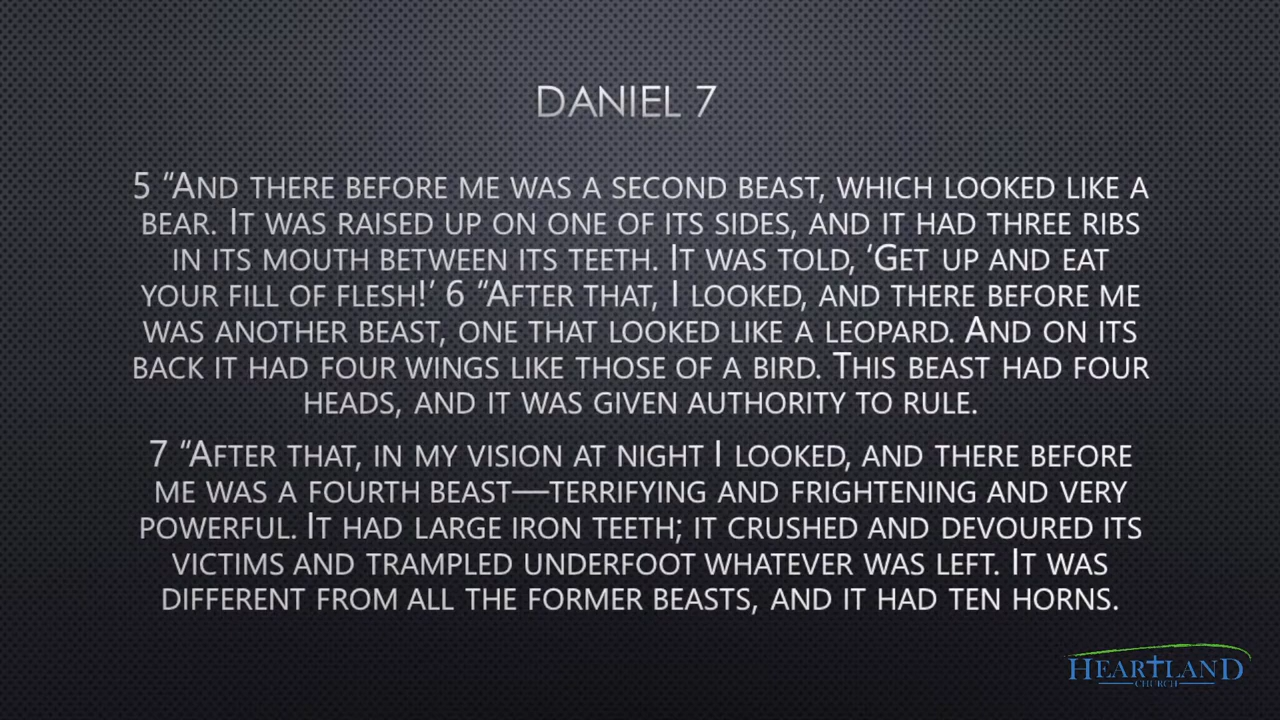 DANIEL 7
5 “AND THERE BEFORE ME WAS A SECOND BEAST, WHICH LOOKED LIKE A
BEAR. IT WAS RAISED UP ON ONE OF ITS SIDES, AND IT HAD THREE RIBS
IN ITS MOUTH BETWEEN ITS TEETH. IT WAS TOLD, ‘GET UP AND EAT
YOUR FILL OF FLESH!’ 6 “AFTER THAT, I LOOKED, AND THERE BEFORE ME
WAS ANOTHER BEAST, ONE THAT LOOKED LIKE A LEOPARD. AND ON ITS
BACK IT HAD FOUR WINGS LIKE THOSE OF A BIRD. THIS BEAST HAD FOUR
HEADS, AND IT WAS GIVEN AUTHORITY TO RULE.
7 “AFTER THAT, IN MY VISION AT NIGHT I LOOKED, AND THERE BEFORE
ME WAS A FOURTH BEAST—TERRIFYING AND FRIGHTENING AND VERY
POWERFUL. IT HAD LARGE IRON TEETH; IT CRUSHED AND DEVOURED ITS
VICTIMS AND TRAMPLED UNDERFOOT WHATEVER WAS LEFT. IT WAS
DIFFERENT FROM ALL THE FORMER BEASTS, AND IT HAD TEN HORNS.
HEARTLAND
CHURCH